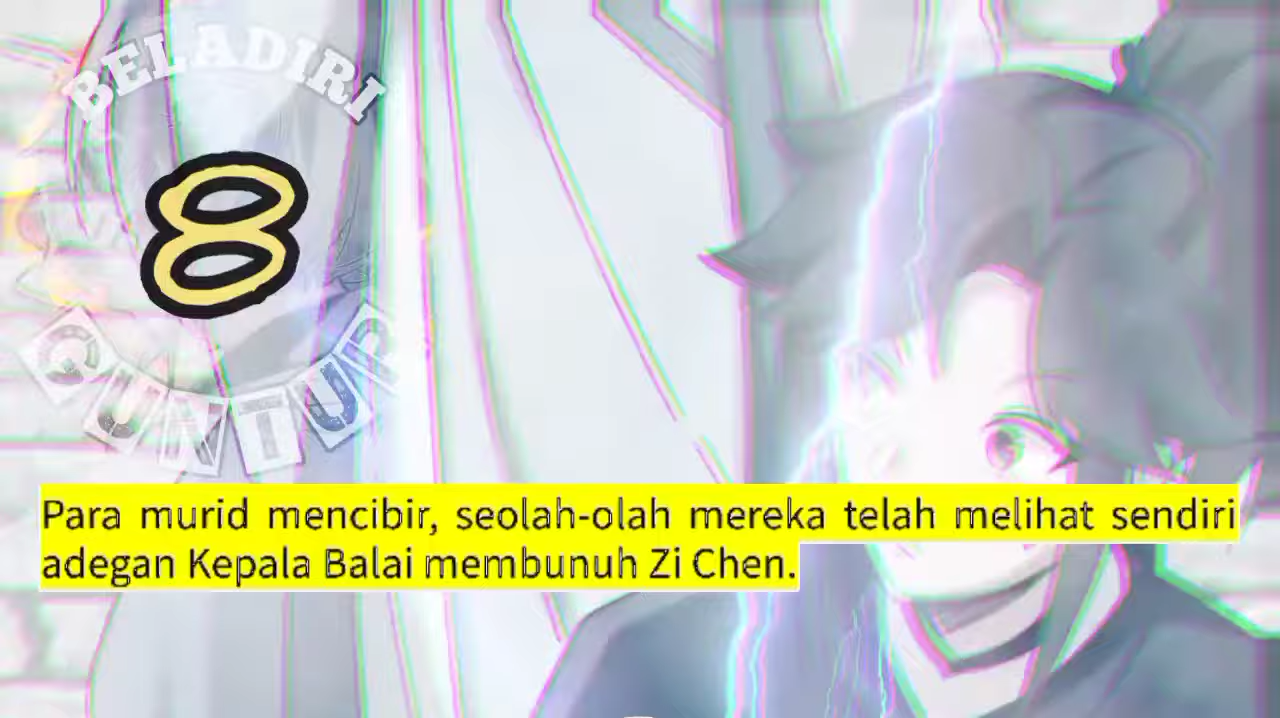 BELADIRI
8
GUNTUR
Para murid mencibir, seolah-olah mereka telah melihat sendiri
adegan Kepala Balai membunuh Zi Chen.